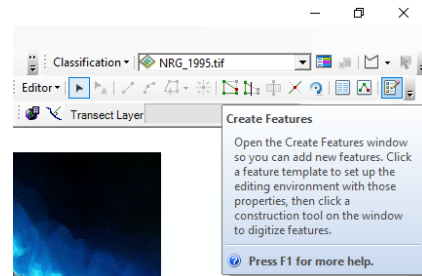 Classification NRG_1995.tif
Editor
Transect Layer
Create Features
Open the Create Features window
so you can add new features. Click
a feature template to set up the
editing environment with those
properties, then click a
construction tool on the window
to digitize features.
Press F1 for more help.